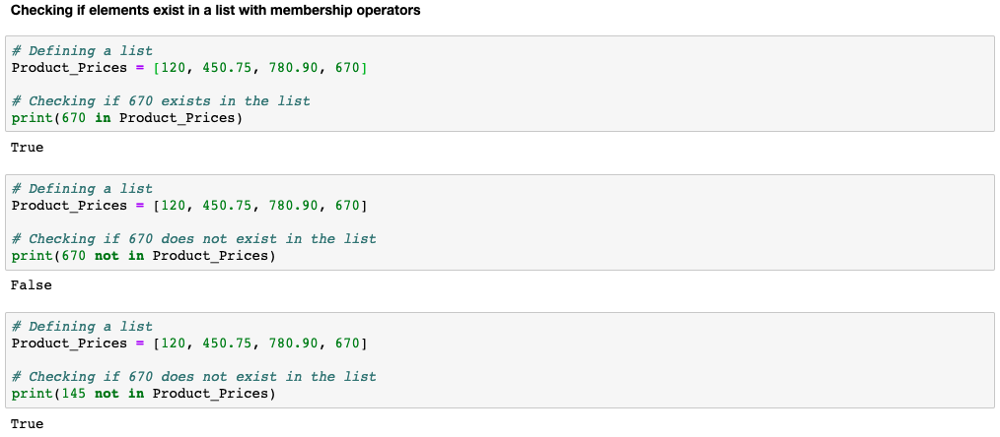 Checking if elements exist in a list with membership operators
# Defining a list
Product_Prices = [120, 450.75, 780.90, 670]
# Checking if 670 exists in the list
print(670 in Product_Prices)
True
# Defining a list
Product_Prices = [120, 450.75, 780.90, 670]
# Checking if 670 does not exist in the list
print(670 not in Product_Prices)
False
# Defining a list
Product_Prices = [120, 450.75, 780.90, 670]
# Checking if 670 does not exist in the list
print(145 not in Product_Prices)
True